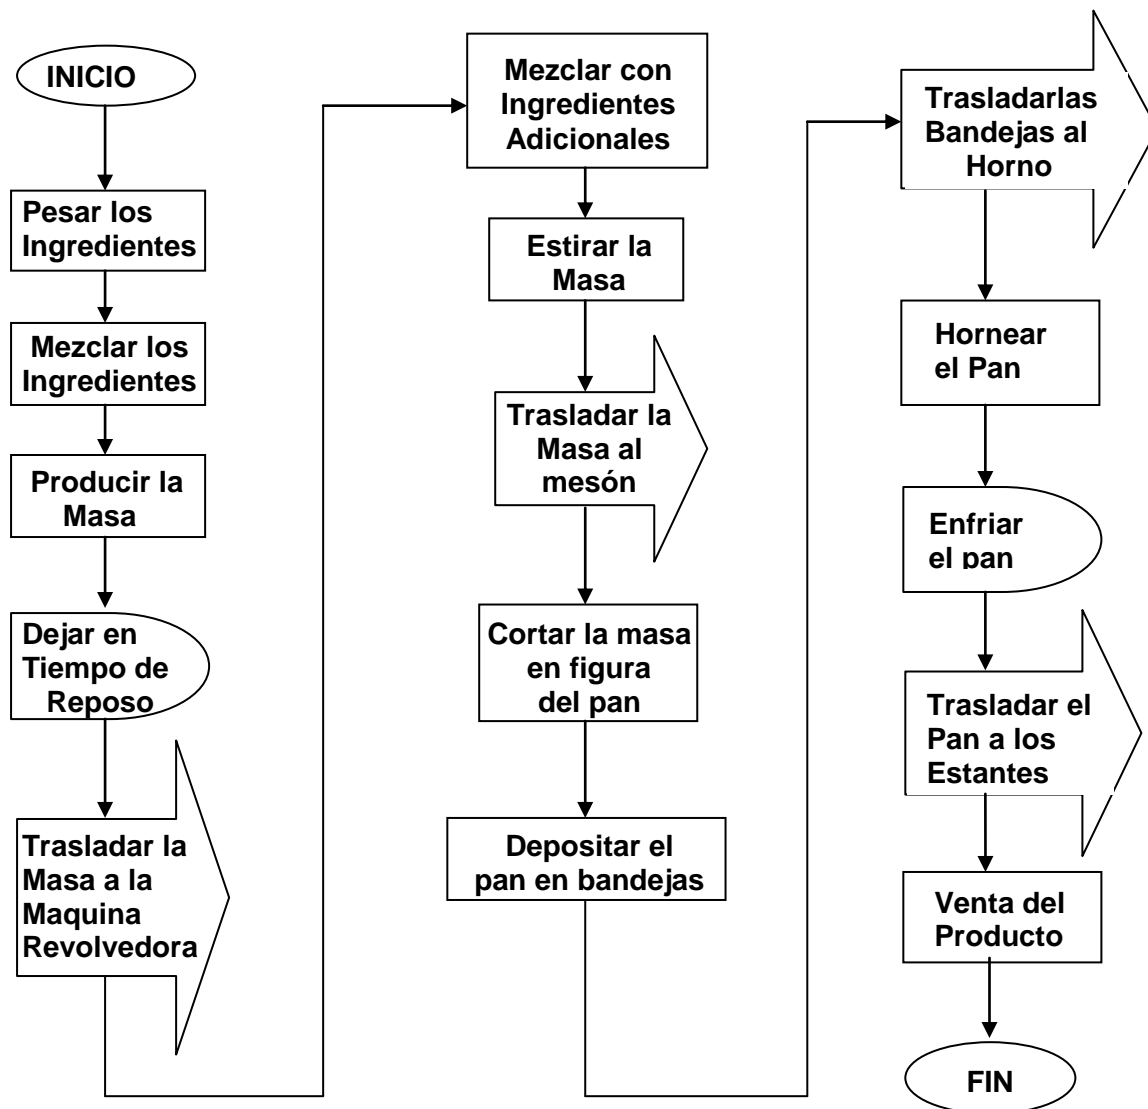 INICIO
Pesar los
Ingredientes
Mezclar los
Ingredientes
Producir la
Masa
Dejar en
Tiempo de
Reposo
Trasladar la
Masa a la
Maquina
Revolvedora
Mezclar con
Ingredientes
Adicionales
Estirar la
Masa
Trasladar la
Masa al
mesón
Cortar la masa
en figura
del pan
Depositar el
pan en bandejas
Trasladarlas
Bandejas al
Horno
Hornear
el Pan
Enfriar
el pan
Trasladar el
Pan a los
Estantes
Venta del
Producto
FIN